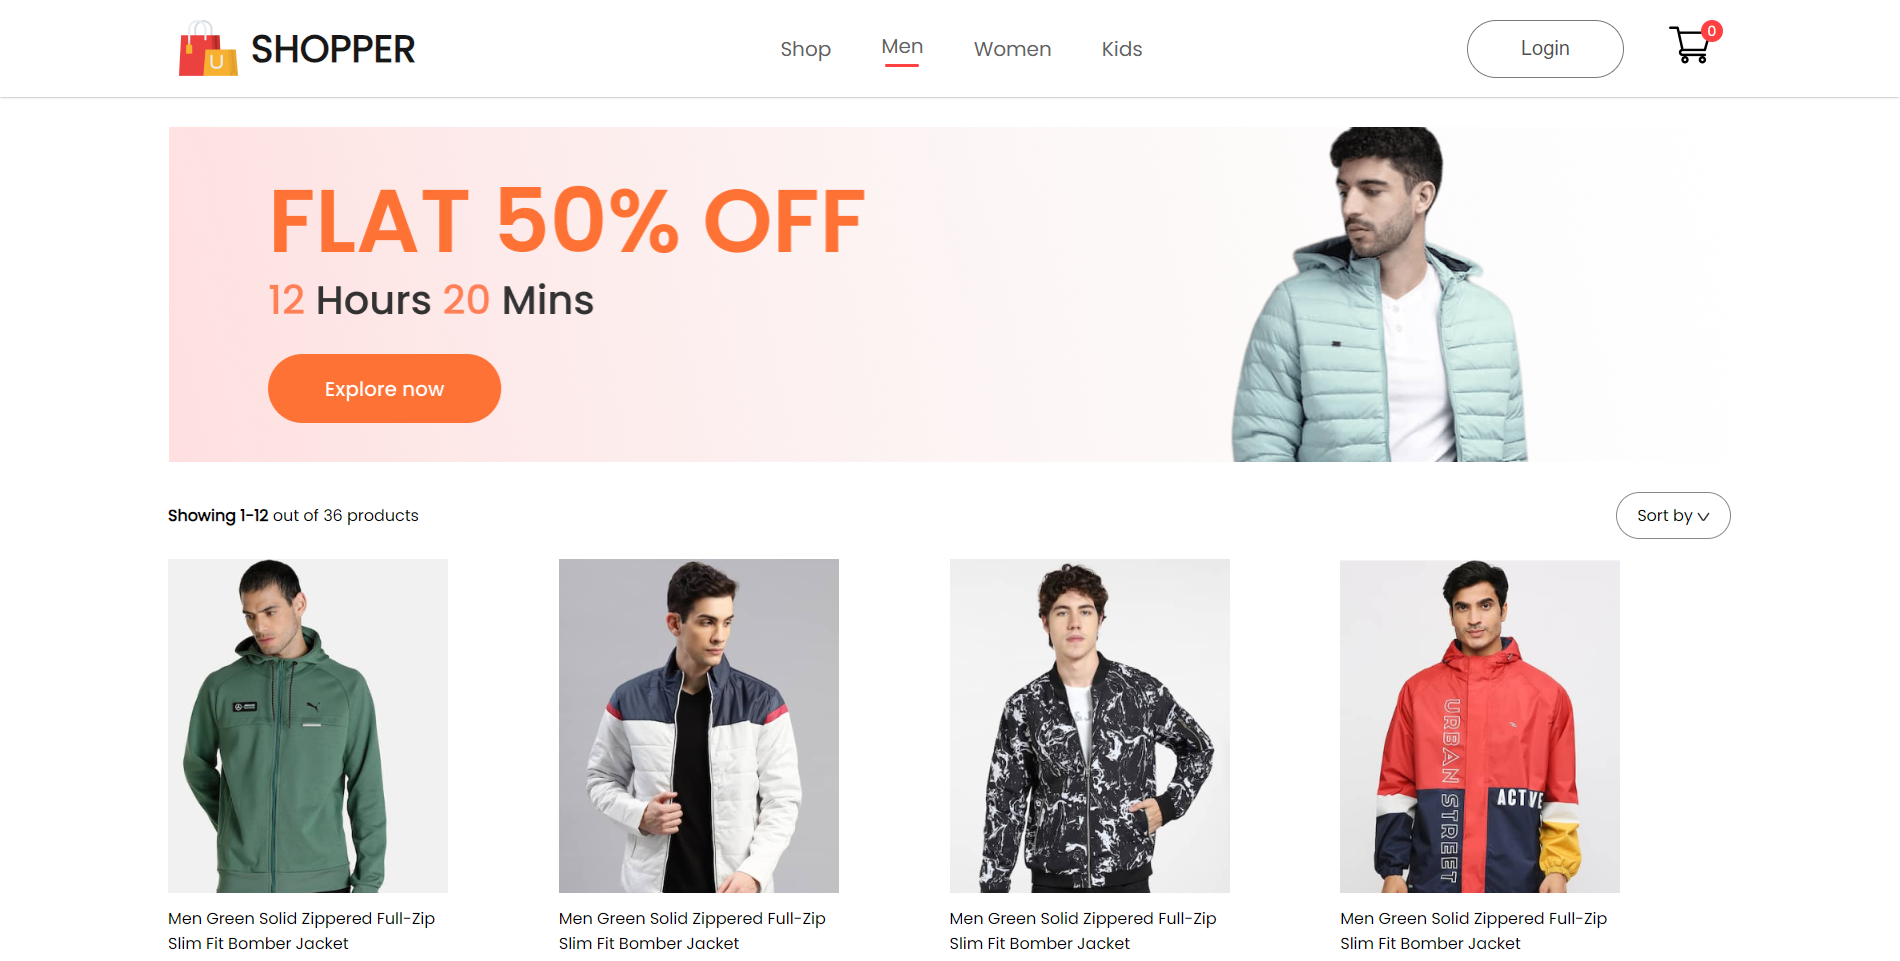 SHOPPER
Shop Men Women Kids
Login
0
FLAT 50% OFF
12 Hours 20 Mins
Explore now
Showing 1-12 out of 36 products
Sort by
URBAN STREET
ACTIVE
Men Green Solid Zippered Full-Zip
Slim Fit Bomber Jacket
Men Green Solid Zippered Full-Zip
Slim Fit Bomber Jacket
Men Green Solid Zippered Full-Zip
Slim Fit Bomber Jacket
Men Green Solid Zippered Full-Zip
Slim Fit Bomber Jacket